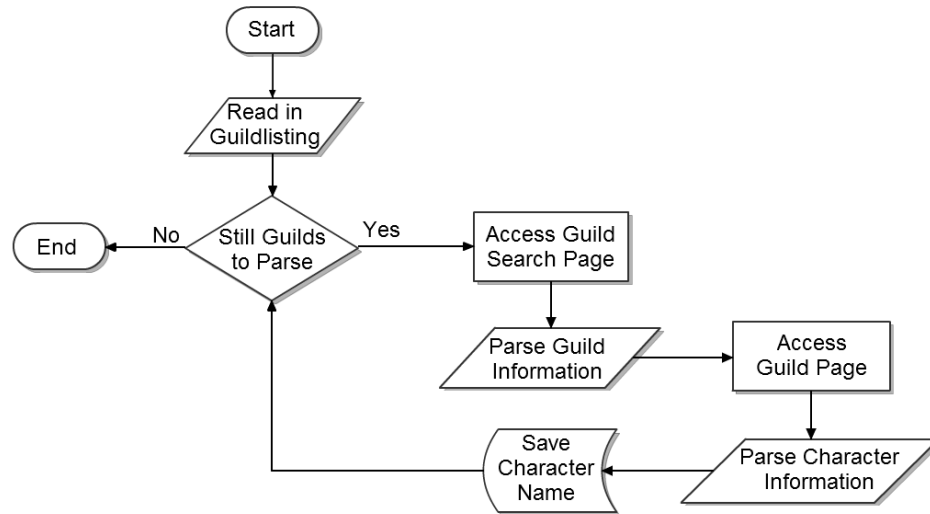 Start
Read in
Guildlisting
Still Guilds
to Parse
No
End
Yes
Access Guild
Search Page
Parse Guild
Information
Access
Guild Page
Parse Character
Information
Save
Character
Name